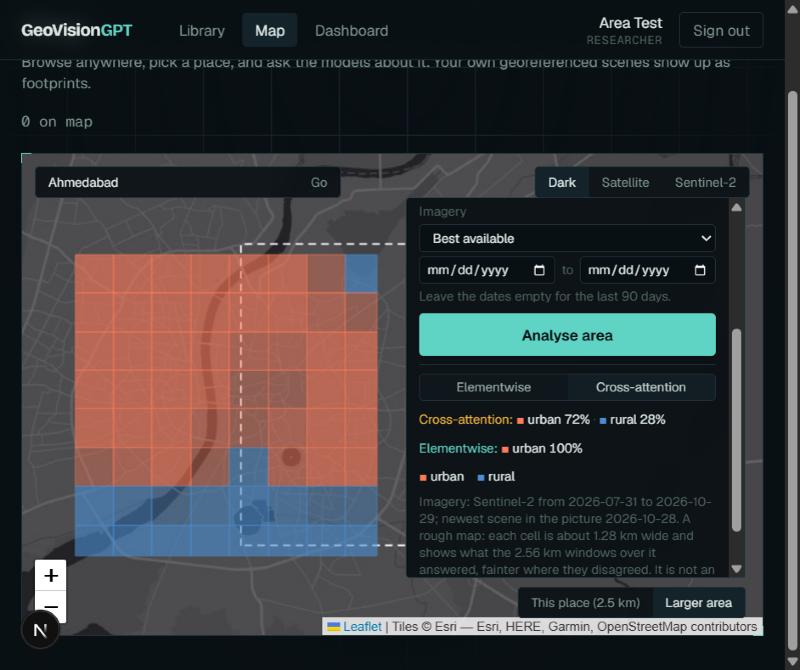 GeoVisionGPT
Library
Map
Dashboard
Area Test
RESEARCHER
Sign out
Browse anywhere, pick a place, and ask the models about it. Your own georeferenced scenes show up as
footprints.
0 on map
Ahmedabad
Go
Dark
Satellite
Sentinel-2
Imagery
Best available
mm/dd/yyyy to mm/dd/yyyy
Leave the dates empty for the last 90 days.
Analyse area
Elementwise
Cross-attention
Cross-attention: urban 72% rural 28%
Elementwise: urban 100%
urban rural
Imagery: Sentinel-2 from 2026-07-31 to 2026-10-
29; newest scene in the picture 2026-10-28. A
rough map: each cell is about 1.28 km wide and
shows what the 2.56 km windows over it
answered, fainter where they disagreed. It is not an
+
−
N
This place (2.5 km)
Larger area
Leaflet | Tiles © Esri — Esri, HERE, Garmin, OpenStreetMap contributors